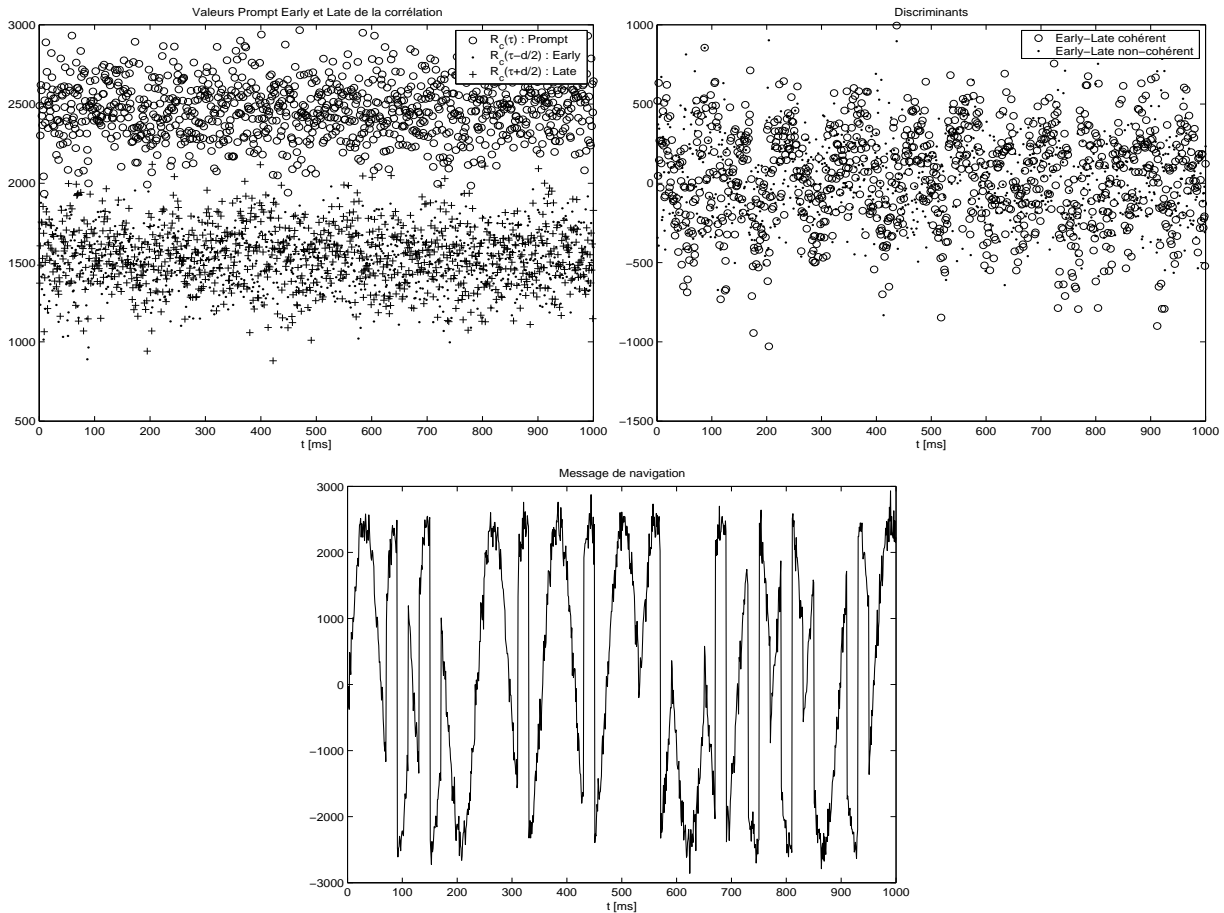 Valeurs Prompt Early et Late de la corrélation
3000
2500
2000
1500
1000
500
R_c(τ) : Prompt
R_c(τ−d/2) : Early
R_c(τ+d/2) : Late
0 100 200 300 400 500 600 700 800 900 1000
t [ms]
Discriminants
1000
500
0
−500
−1000
−1500
Early−Late cohérent
Early−Late non−cohérent
0 100 200 300 400 500 600 700 800 900 1000
t [ms]
Message de navigation
3000
2000
1000
0
−1000
−2000
−3000
0 100 200 300 400 500 600 700 800 900 1000
t [ms]